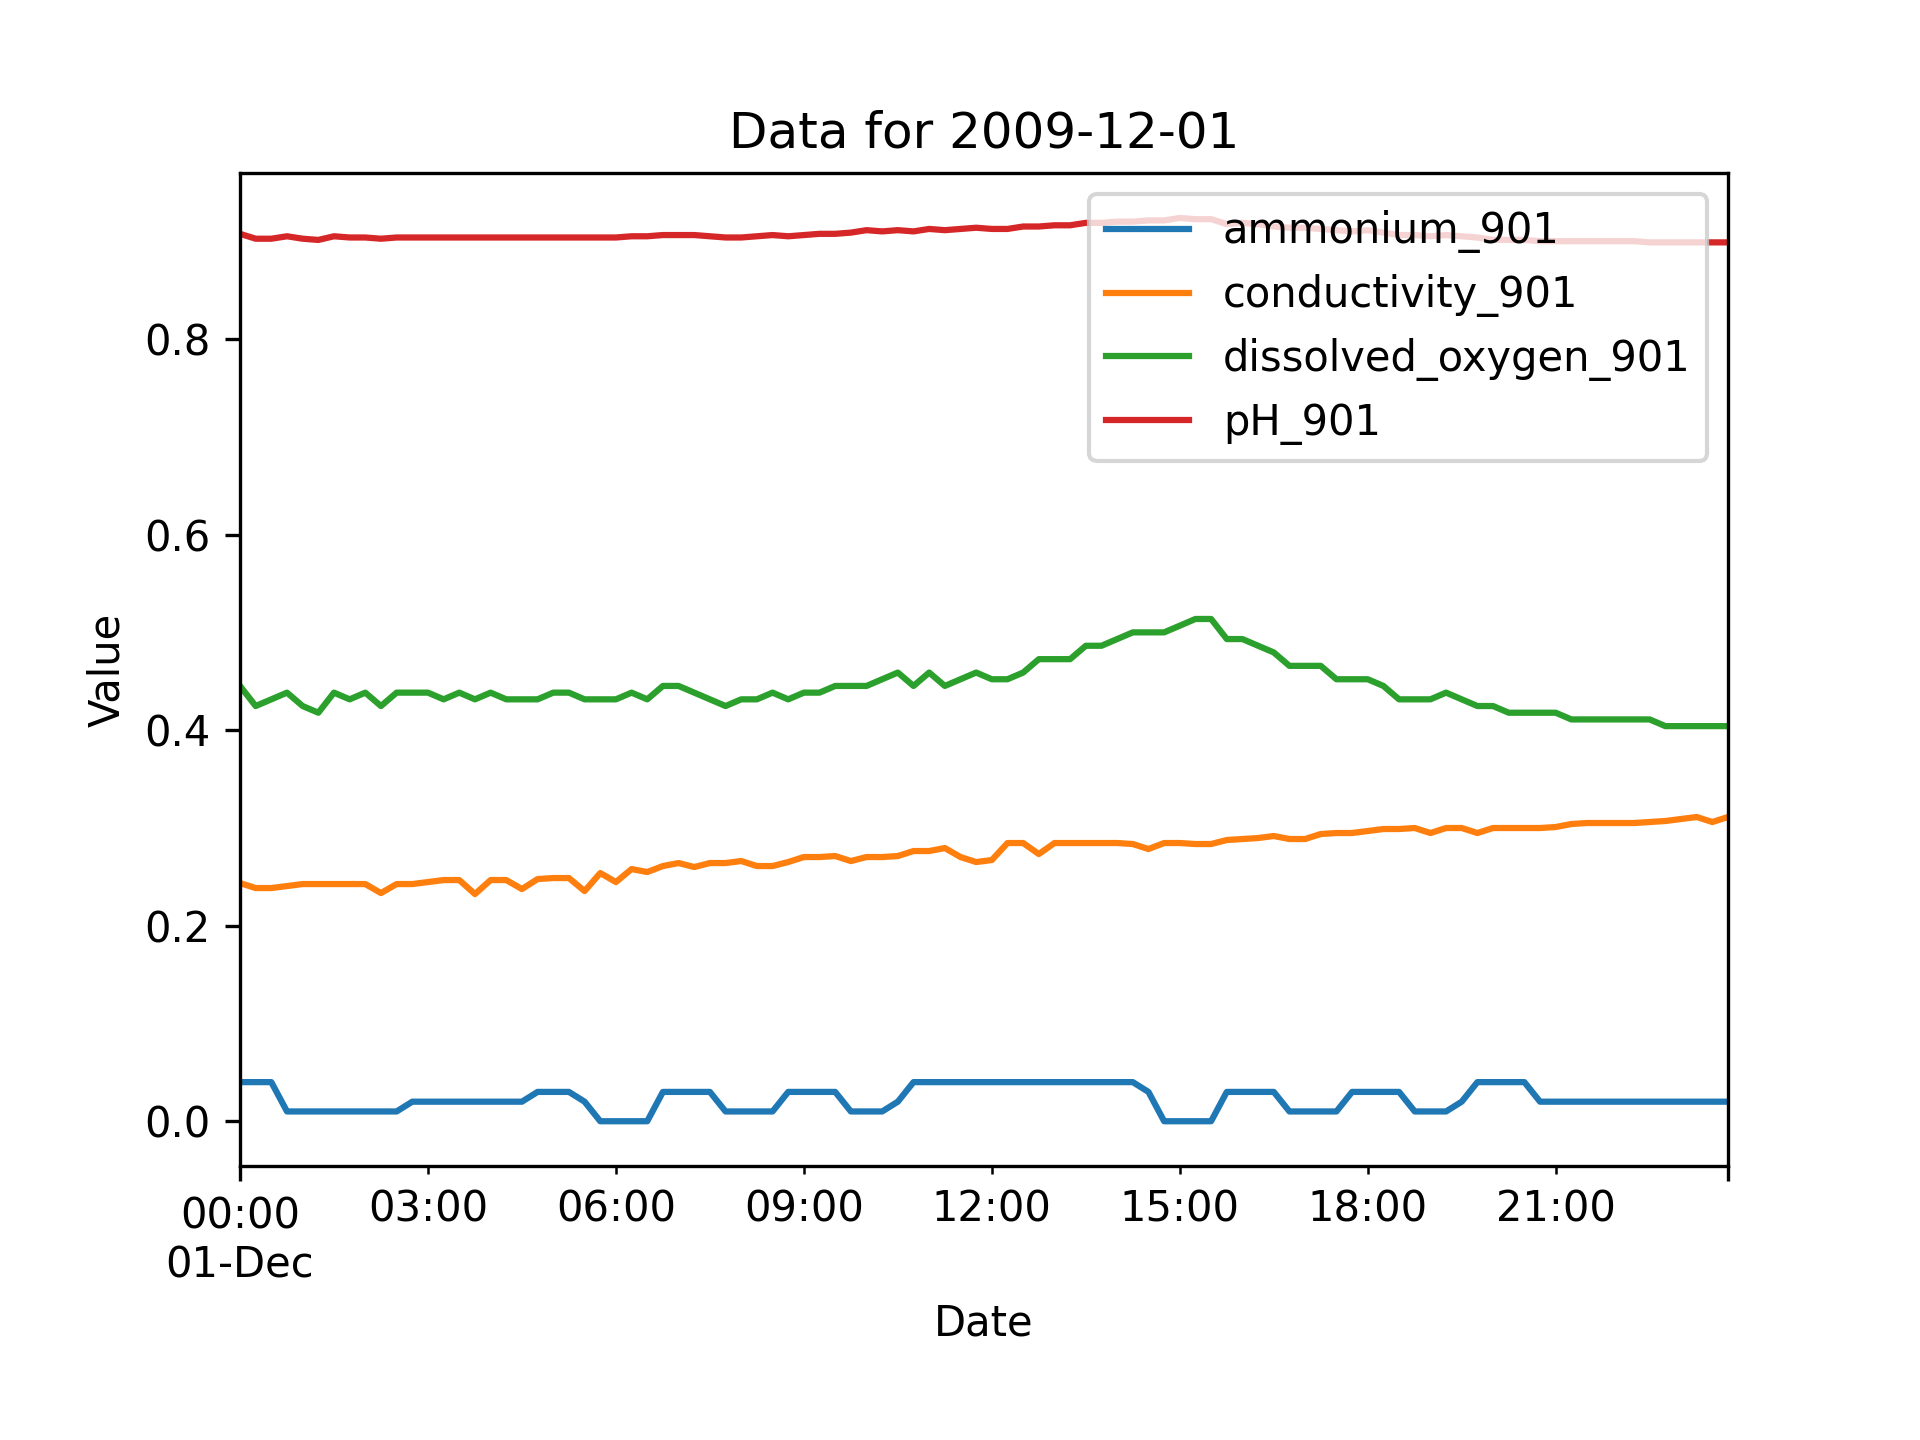 Data for 2009-12-01
ammonium_901
conductivity_901
dissolved_oxygen_901
pH_901
Value
0.8
0.6
0.4
0.2
0.0
00:00 03:00 06:00 09:00 12:00 15:00 18:00 21:00
01-Dec
Date